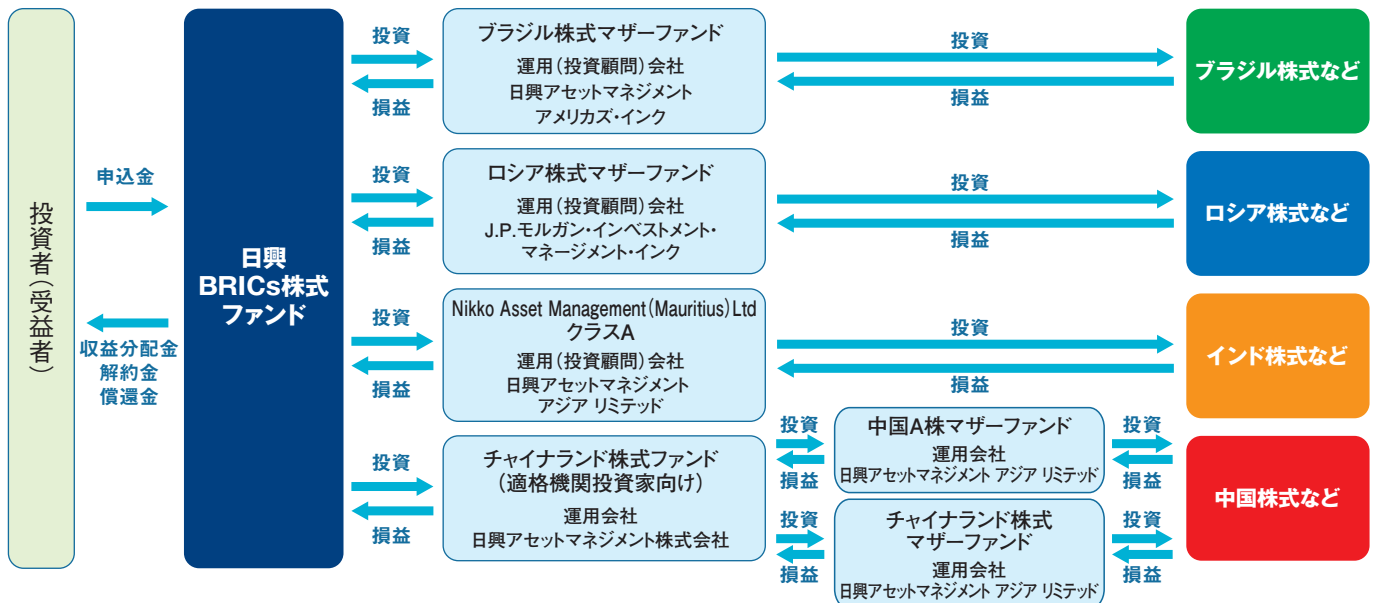 投資者(受益者)
申込金
収益分配金
解約金
償還金
日興
BRICs株式
ファンド
投資
損益
ブラジル株式マザーファンド
運用(投資顧問)会社
日興アセットマネジメント
アメリカズ・インク
投資
損益
ブラジル株式など
投資
損益
ロシア株式マザーファンド
運用(投資顧問)会社
J.P.モルガン・インベストメント・
マネージメント・インク
投資
損益
ロシア株式など
投資
損益
Nikko Asset Management(Mauritius)Ltd
クラスA
運用(投資顧問)会社
日興アセットマネジメント
アジア リミテッド
投資
損益
インド株式など
投資
損益
チャイナランド株式ファンド
(適格機関投資家向け)
運用会社
日興アセットマネジメント株式会社
投資
損益
中国A株マザーファンド
運用会社
日興アセットマネジメント アジア リミテッド
投資
損益
投資
損益
チャイナランド株式
マザーファンド
運用会社
日興アセットマネジメント アジア リミテッド
投資
損益
中国株式など